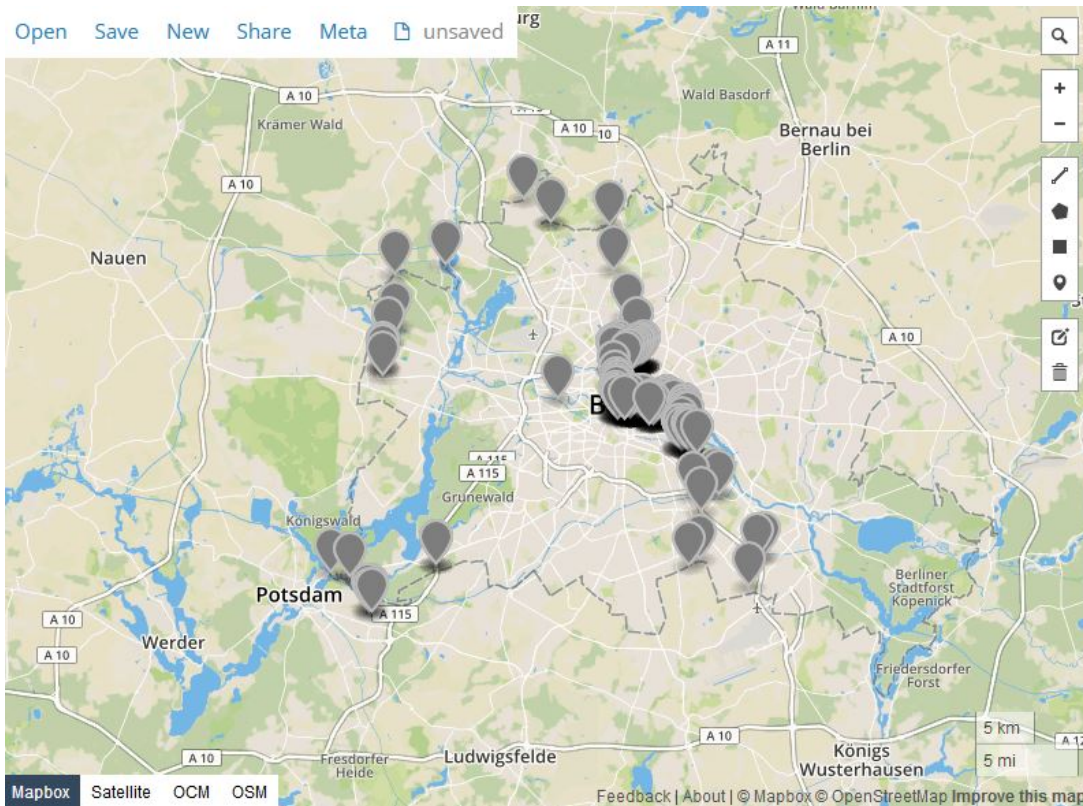 Open Save New Share Meta unsaved
urg
A 11
Wald Basdorf
A 10
Krämer Wald
A 10
10
Bernau bei
Berlin
A 10
Nauen
A 10
B
A 115
A 115
Grunewald
Königswald
Potsdam
A 115
Berliner
Stadtforst
Köpenick
A 10
Werder
A 10
Friedersdorfer
Forst
5 km
A 10
A 10
Fresdorfer
Heide
Ludwigsfelde
Königs
Wusterhausen
5 mi
Mapbox Satellite OCM OSM
Feedback | About | © Mapbox © OpenStreetMap Improve this map